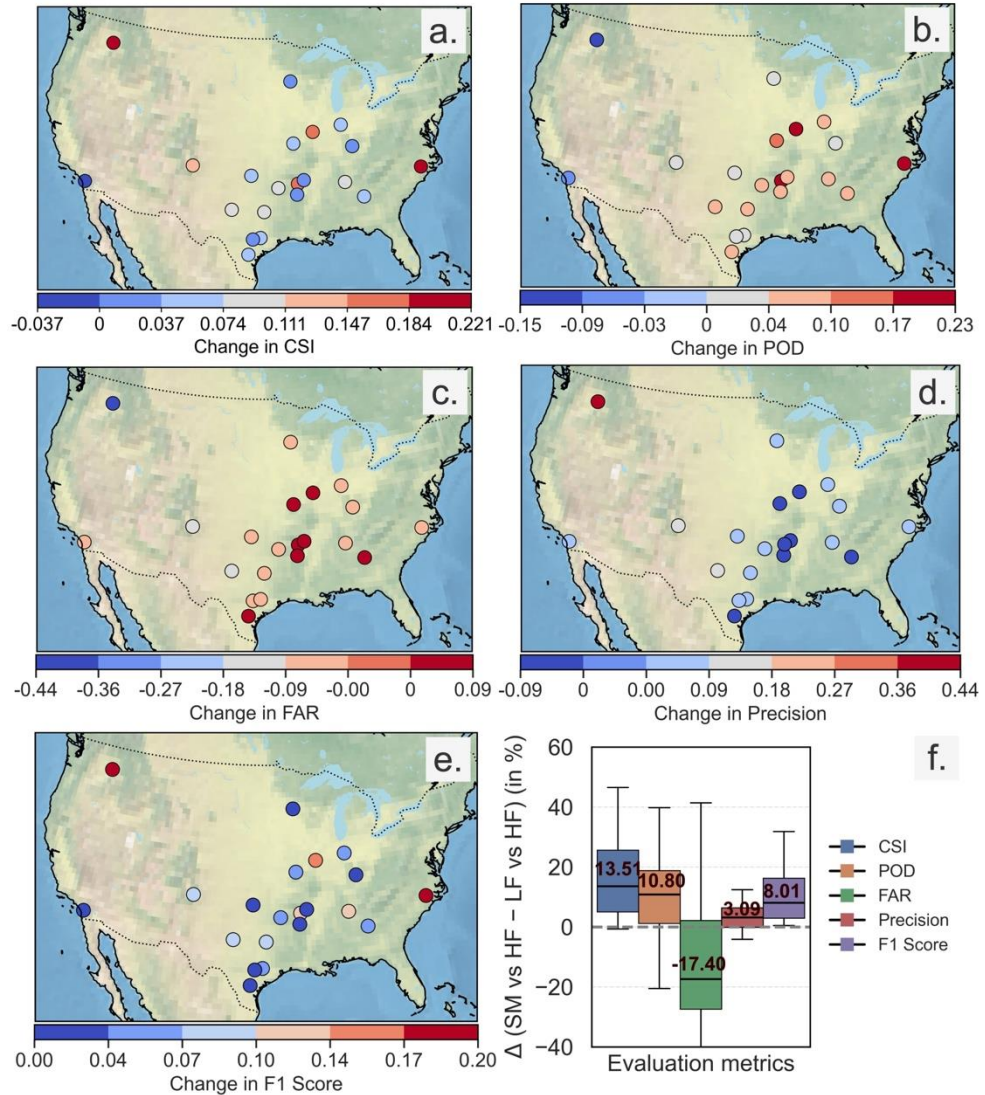 a.
-0.037 0 0.037 0.074 0.111 0.147 0.184 0.221
Change in CSI
b.
-0.15 -0.09 -0.03 0 0.04 0.10 0.17 0.23
Change in POD
c.
-0.44 -0.36 -0.27 -0.18 -0.09 -0.00 0 0.09
Change in FAR
d.
-0.09 0 0.00 0.09 0.18 0.27 0.36 0.44
Change in Precision
e.
0.00 0.04 0.07 0.10 0.14 0.17 0.20
Change in F1 Score
f.
Δ (SM vs HF − LF vs HF) (in %)
60
40
20
0
−20
−40
13.51
10.80
-17.40
3.09
8.01
Evaluation metrics
CSI
POD
FAR
Precision
F1 Score